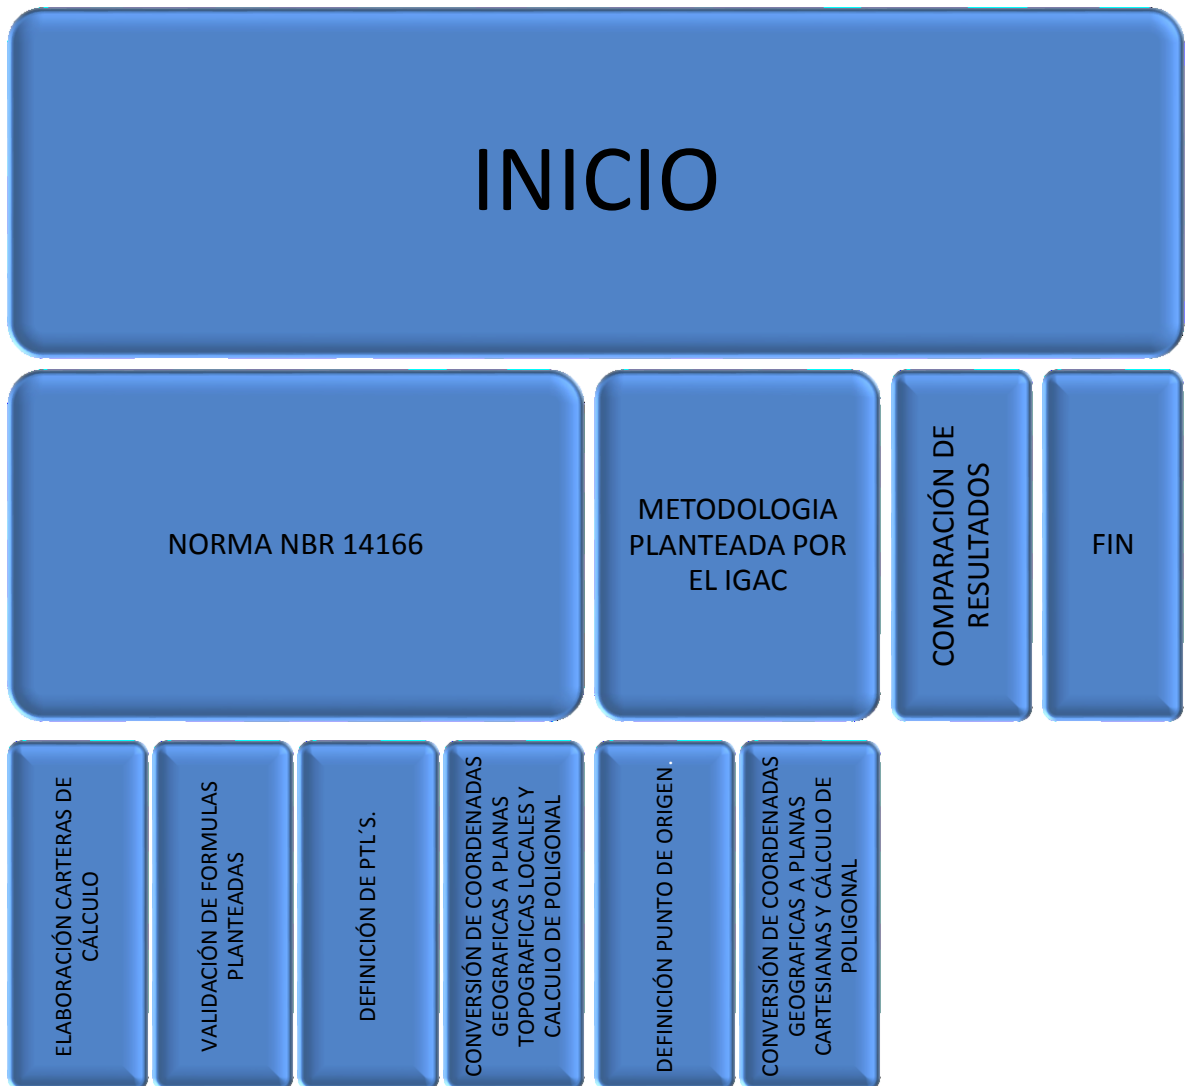 INICIO
NORMA NBR 14166
METODOLOGIA
PLANTEADA POR
EL IGAC
COMPARACIÓN DE
RESULTADOS
FIN
ELABORACIÓN CARTERAS DE
CÁLCULO
VALIDACIÓN DE FORMULAS
PLANTEADAS
DEFINICIÓN DE PTL´S.
CONVERSIÓN DE COORDENADAS
GEOGRAFICAS A PLANAS
TOPOGRAFICAS LOCALES Y
CALCULO DE POLIGONAL
DEFINICIÓN PUNTO DE ORIGEN.
CONVERSIÓN DE COORDENADAS
GEOGRAFICAS A PLANAS
CARTESIANAS Y CÁLCULO DE
POLIGONAL